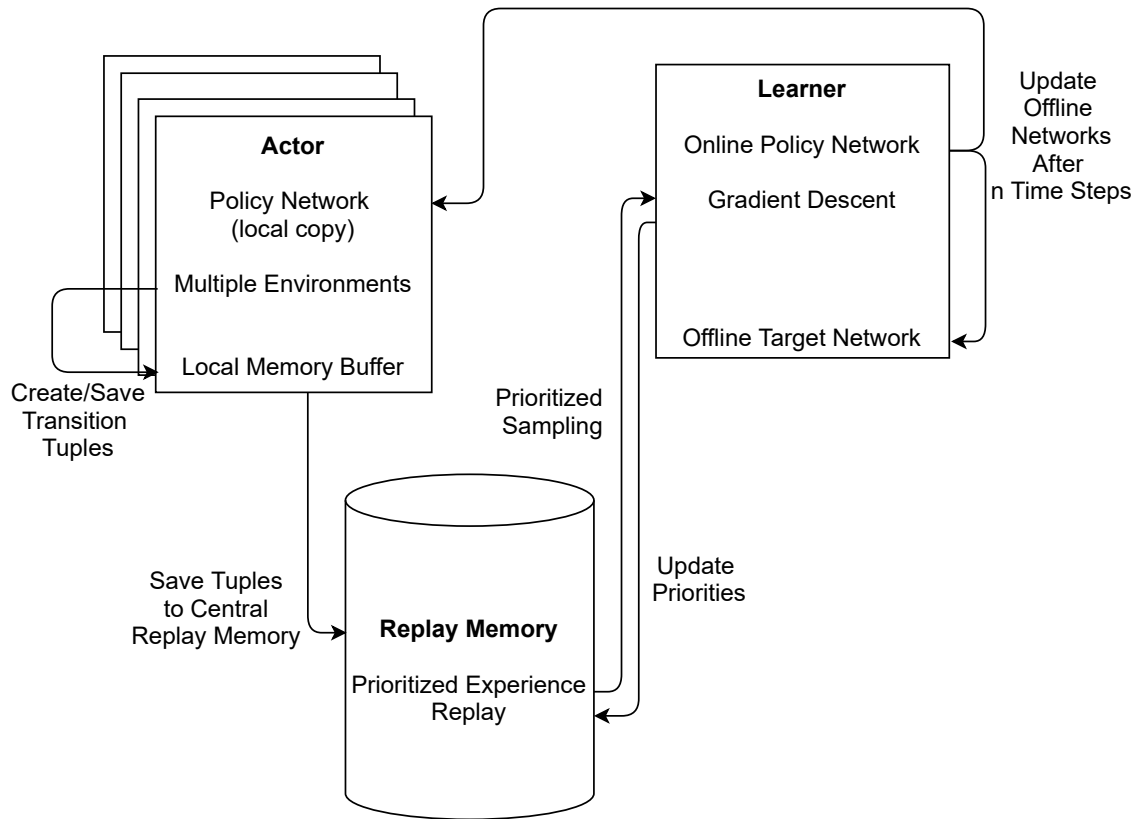 Actor
Policy Network
(local copy)
Multiple Environments
Local Memory Buffer
Create/Save
Transition
Tuples
Learner
Online Policy Network
Gradient Descent
Offline Target Network
Update
Offline
Networks
After
n Time Steps
Prioritized
Sampling
Update
Priorities
Save Tuples
to Central
Replay Memory
Replay Memory
Prioritized Experience
Replay